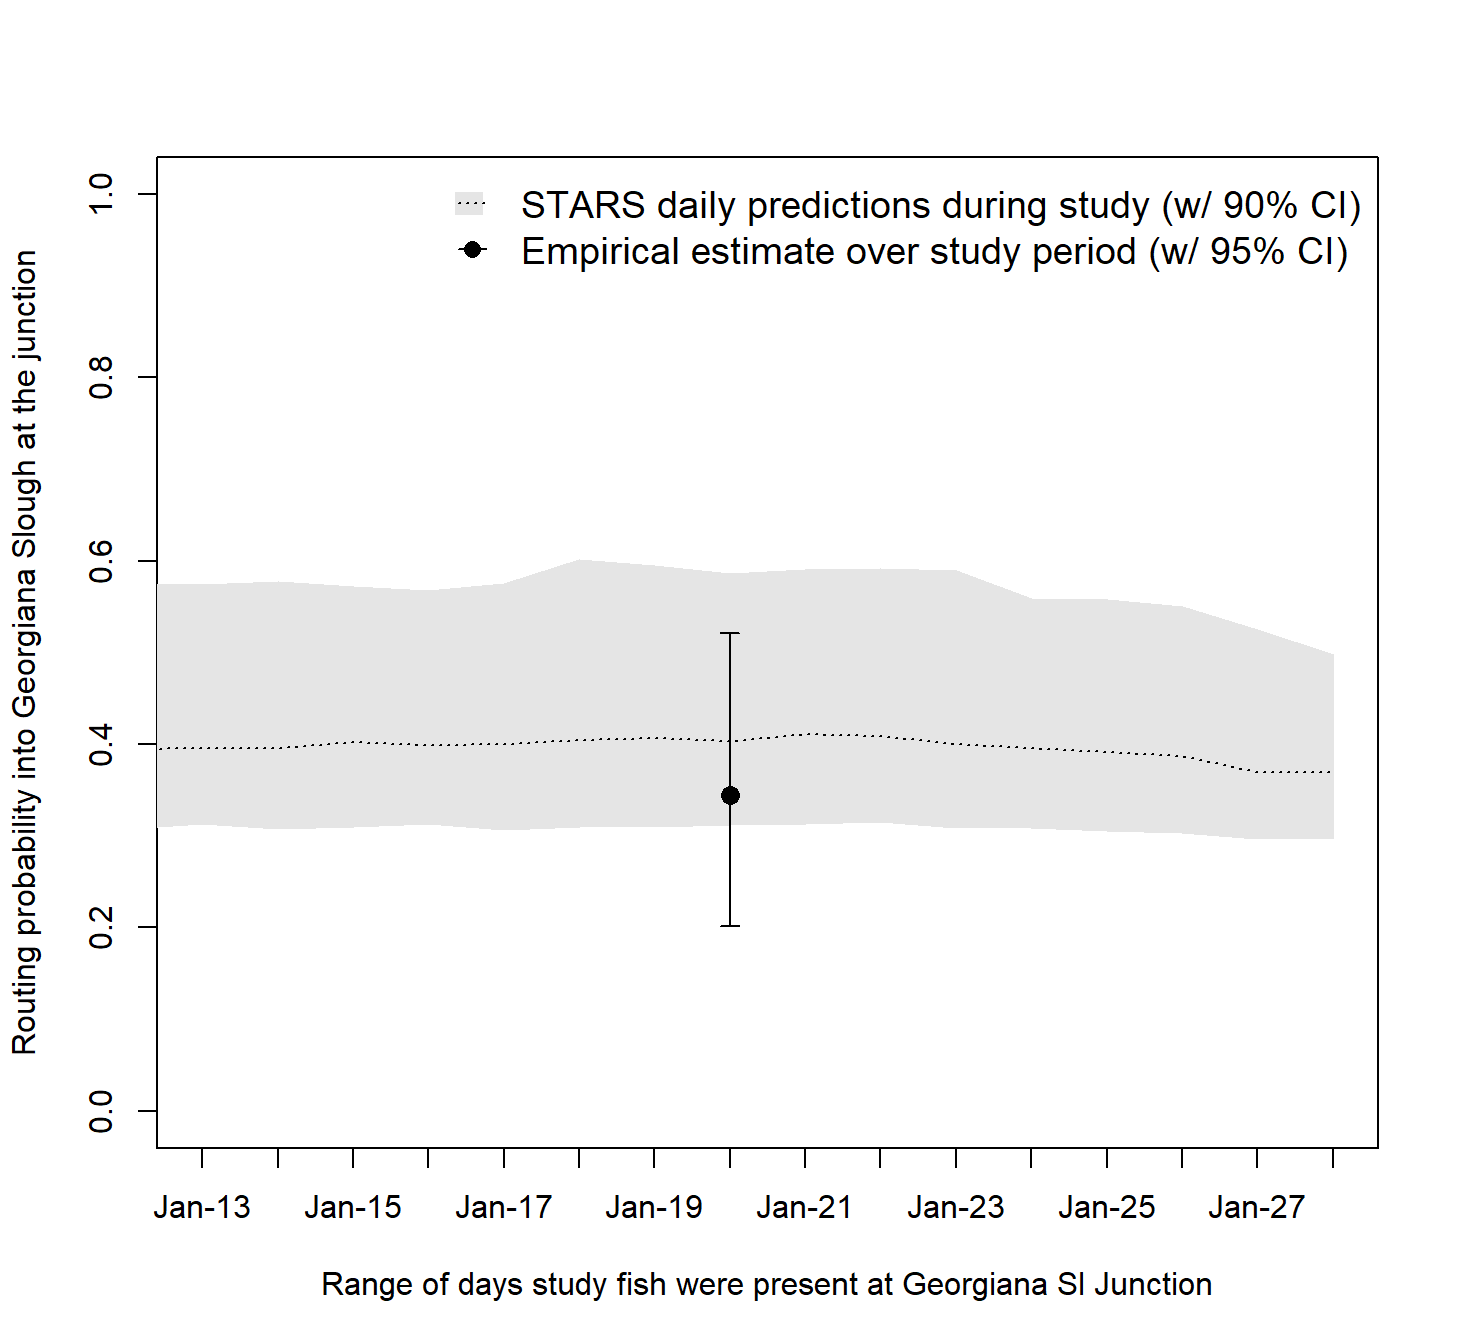 STARS daily predictions during study (w/ 90% CI)
Empirical estimate over study period (w/ 95% CI)
Routing probability into Georgiana Slough at the junction
1.0
0.8
0.6
0.4
0.2
0.0
Jan-13 Jan-15 Jan-17 Jan-19 Jan-21 Jan-23 Jan-25 Jan-27
Range of days study fish were present at Georgiana Sl Junction